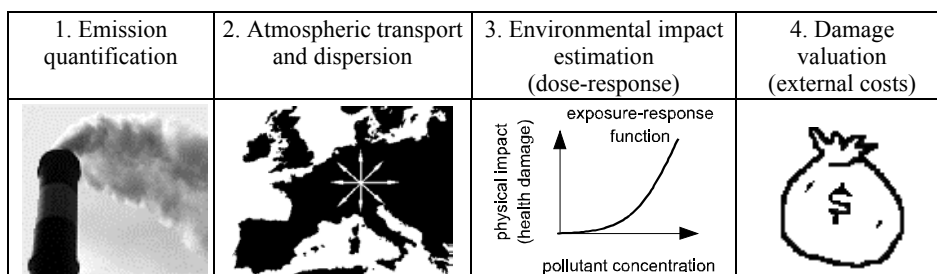 1. Emission
quantification
2. Atmospheric transport
and dispersion
3. Environmental impact
estimation
(dose-response)
4. Damage
valuation
(external costs)
exposure-response
function
physical impact
(health damage)
pollutant concentration
$